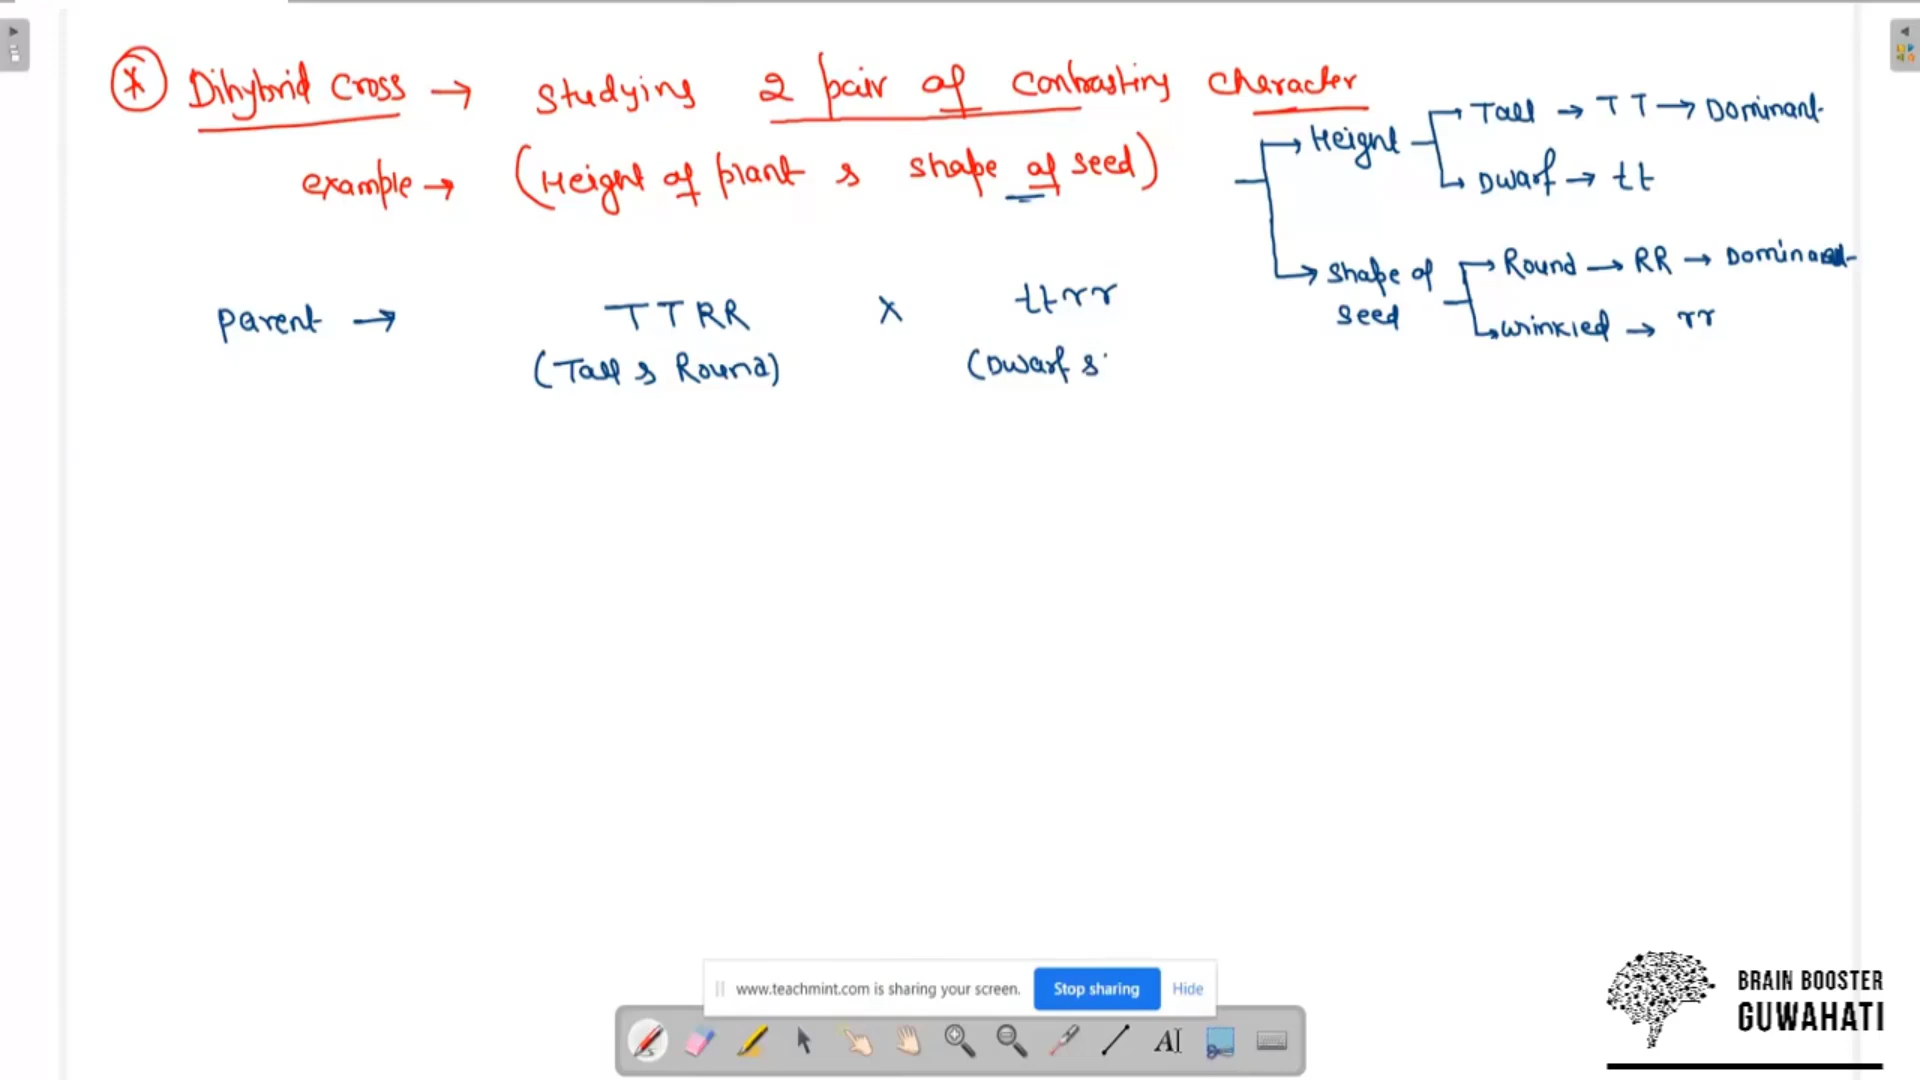 * Dihybrid Cross → Studying 2 pair of contrasting character
example → (Height of plant & shape of seed)
Height
Tall → TT → Dominant
Dwarf → tt
Shape of seed
Round → RR → Dominant
Wrinkled → rr
Parent → TTRR × ttrr
(Tall & Round) (Dwarf &
www.teachmint.com is sharing your screen. Stop sharing Hide
AI
BRAIN BOOSTER
GUWAHATI